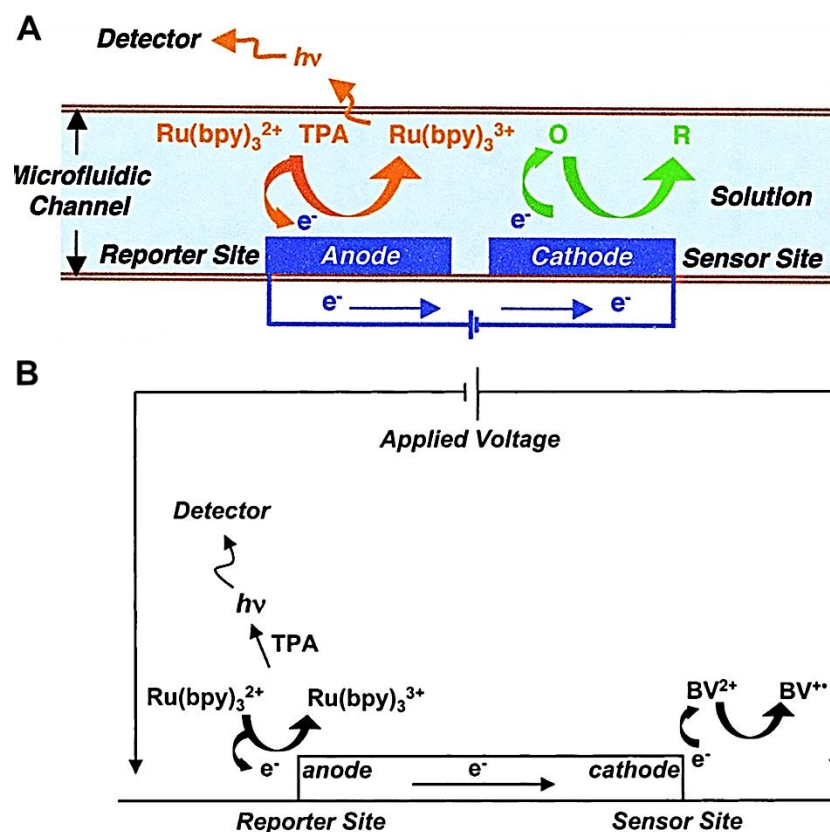 A
Detector
hν
Ru(bpy)₃²⁺ TPA Ru(bpy)₃³⁺ O R
Microfluidic
Channel
Solution
e⁻ e⁻
Reporter Site Anode Cathode Sensor Site
e⁻ e⁻
B
Applied Voltage
Detector
hν
TPA
Ru(bpy)₃²⁺ Ru(bpy)₃³⁺ BV²⁺ BV⁺•
e⁻ anode e⁻ cathode e⁻
Reporter Site Sensor Site